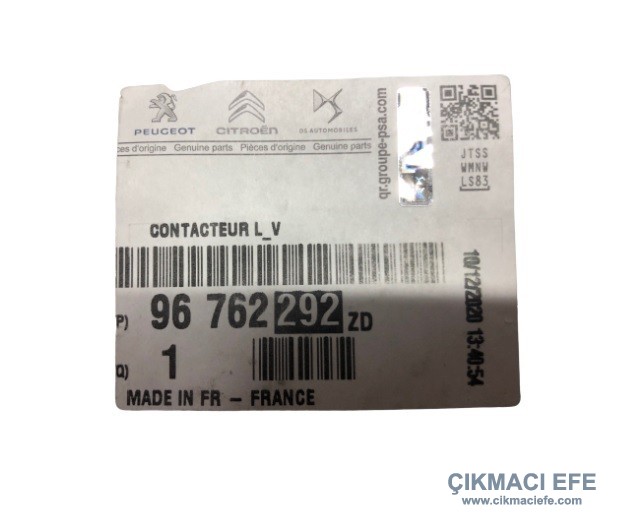 PEUGEOT
CITROËN
DS AUTOMOBILES
ces d'origine Genuine parts Pièces d'origine Genuine parts
qr.groupe-psa.com
JTSS
WMNW
LS83
CONTACTEUR L_V
P) 96 762 292 ZD
Q) 1
MADE IN FR - FRANCE
10/12/2020 13:40:54
ÇIKMACI EFE
www.cikmaciefe.com